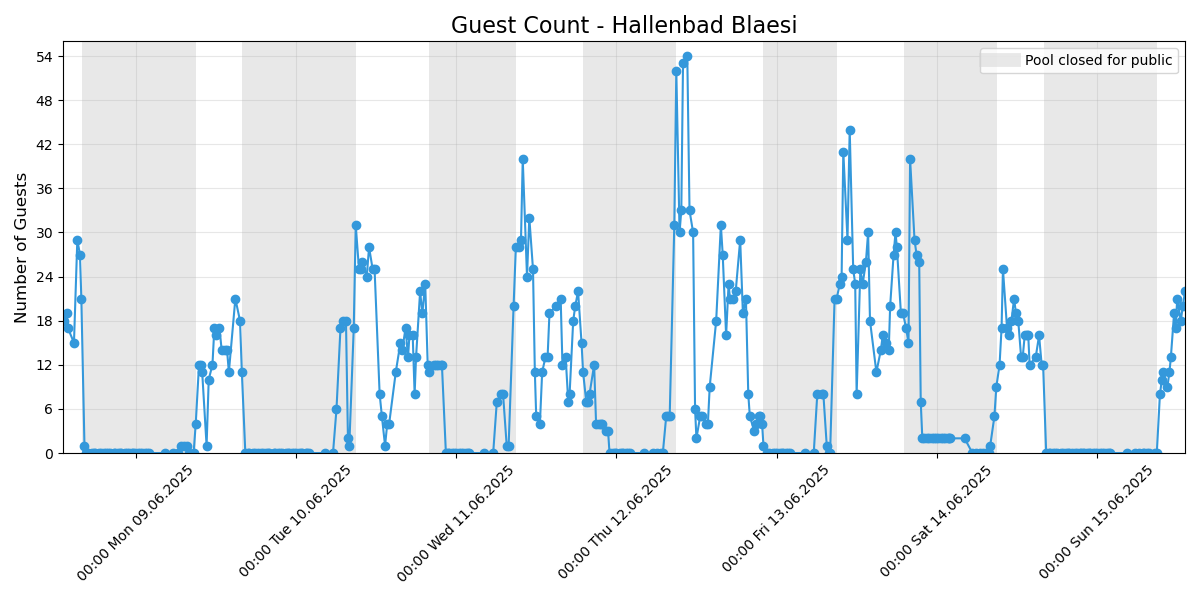 Guest Count - Hallenbad Blaesi
Pool closed for public
Number of Guests
54
48
42
36
30
24
18
12
6
0
00:00 Mon 09.06.2025
00:00 Tue 10.06.2025
00:00 Wed 11.06.2025
00:00 Thu 12.06.2025
00:00 Fri 13.06.2025
00:00 Sat 14.06.2025
00:00 Sun 15.06.2025